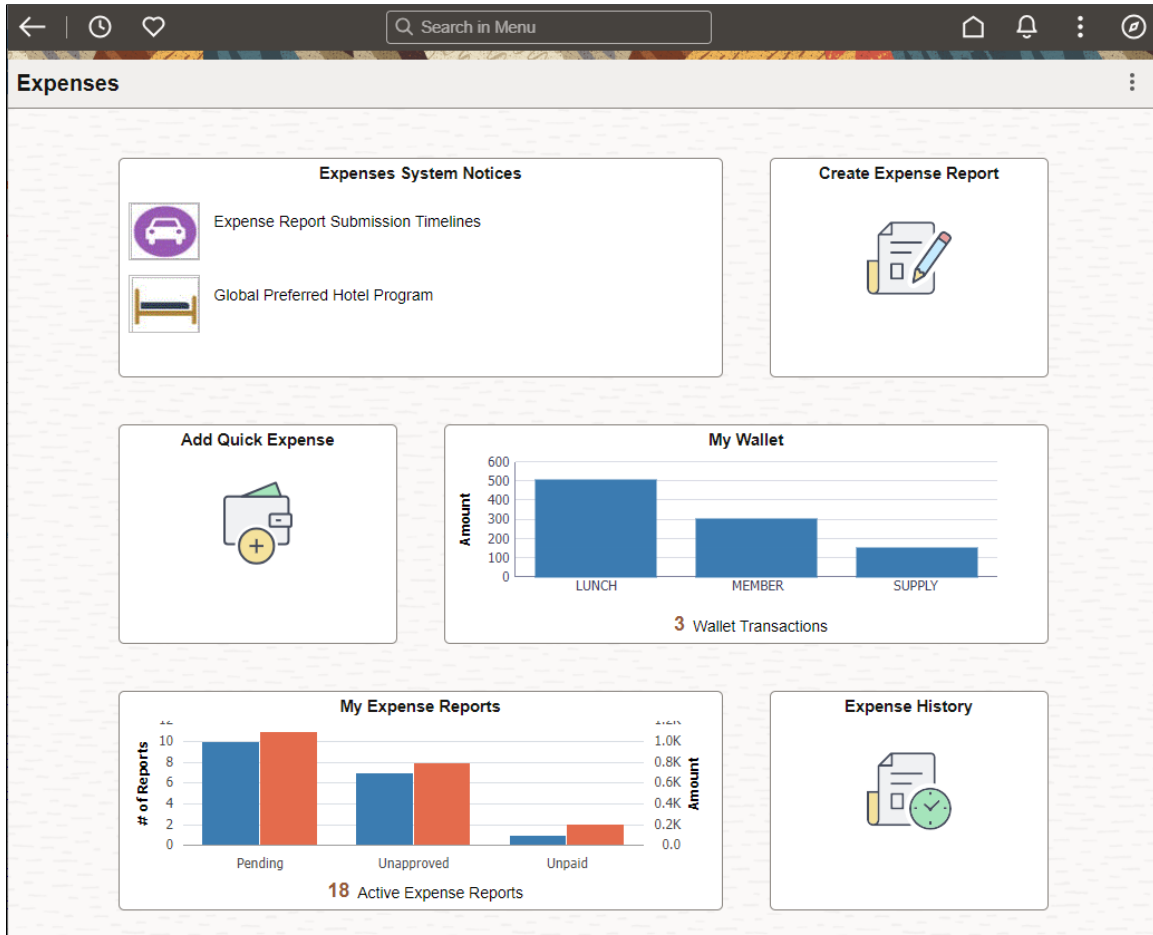 Search in Menu
Expenses
Expenses System Notices
Expense Report Submission Timelines
Global Preferred Hotel Program
Create Expense Report
Add Quick Expense
My Wallet
Amount
600
500
400
300
200
100
0
LUNCH MEMBER SUPPLY
3 Wallet Transactions
My Expense Reports
# of Reports
12
10
8
6
4
2
0
1.2K
1.0K
0.8K
0.6K
0.4K
0.2K
0.0
Amount
Pending Unapproved Unpaid
18 Active Expense Reports
Expense History